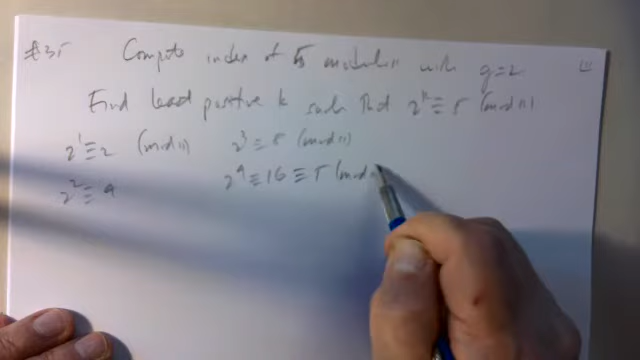 #35 Compute index of 5 modulo 11 with g=2.
Find least positive k such that 2^k ≡ 5 (mod 11)
2^1 ≡ 2 (mod 11) 2^3 ≡ 8 (mod 11)
2^2 ≡ 4 2^4 ≡ 16 ≡ 5 (mod